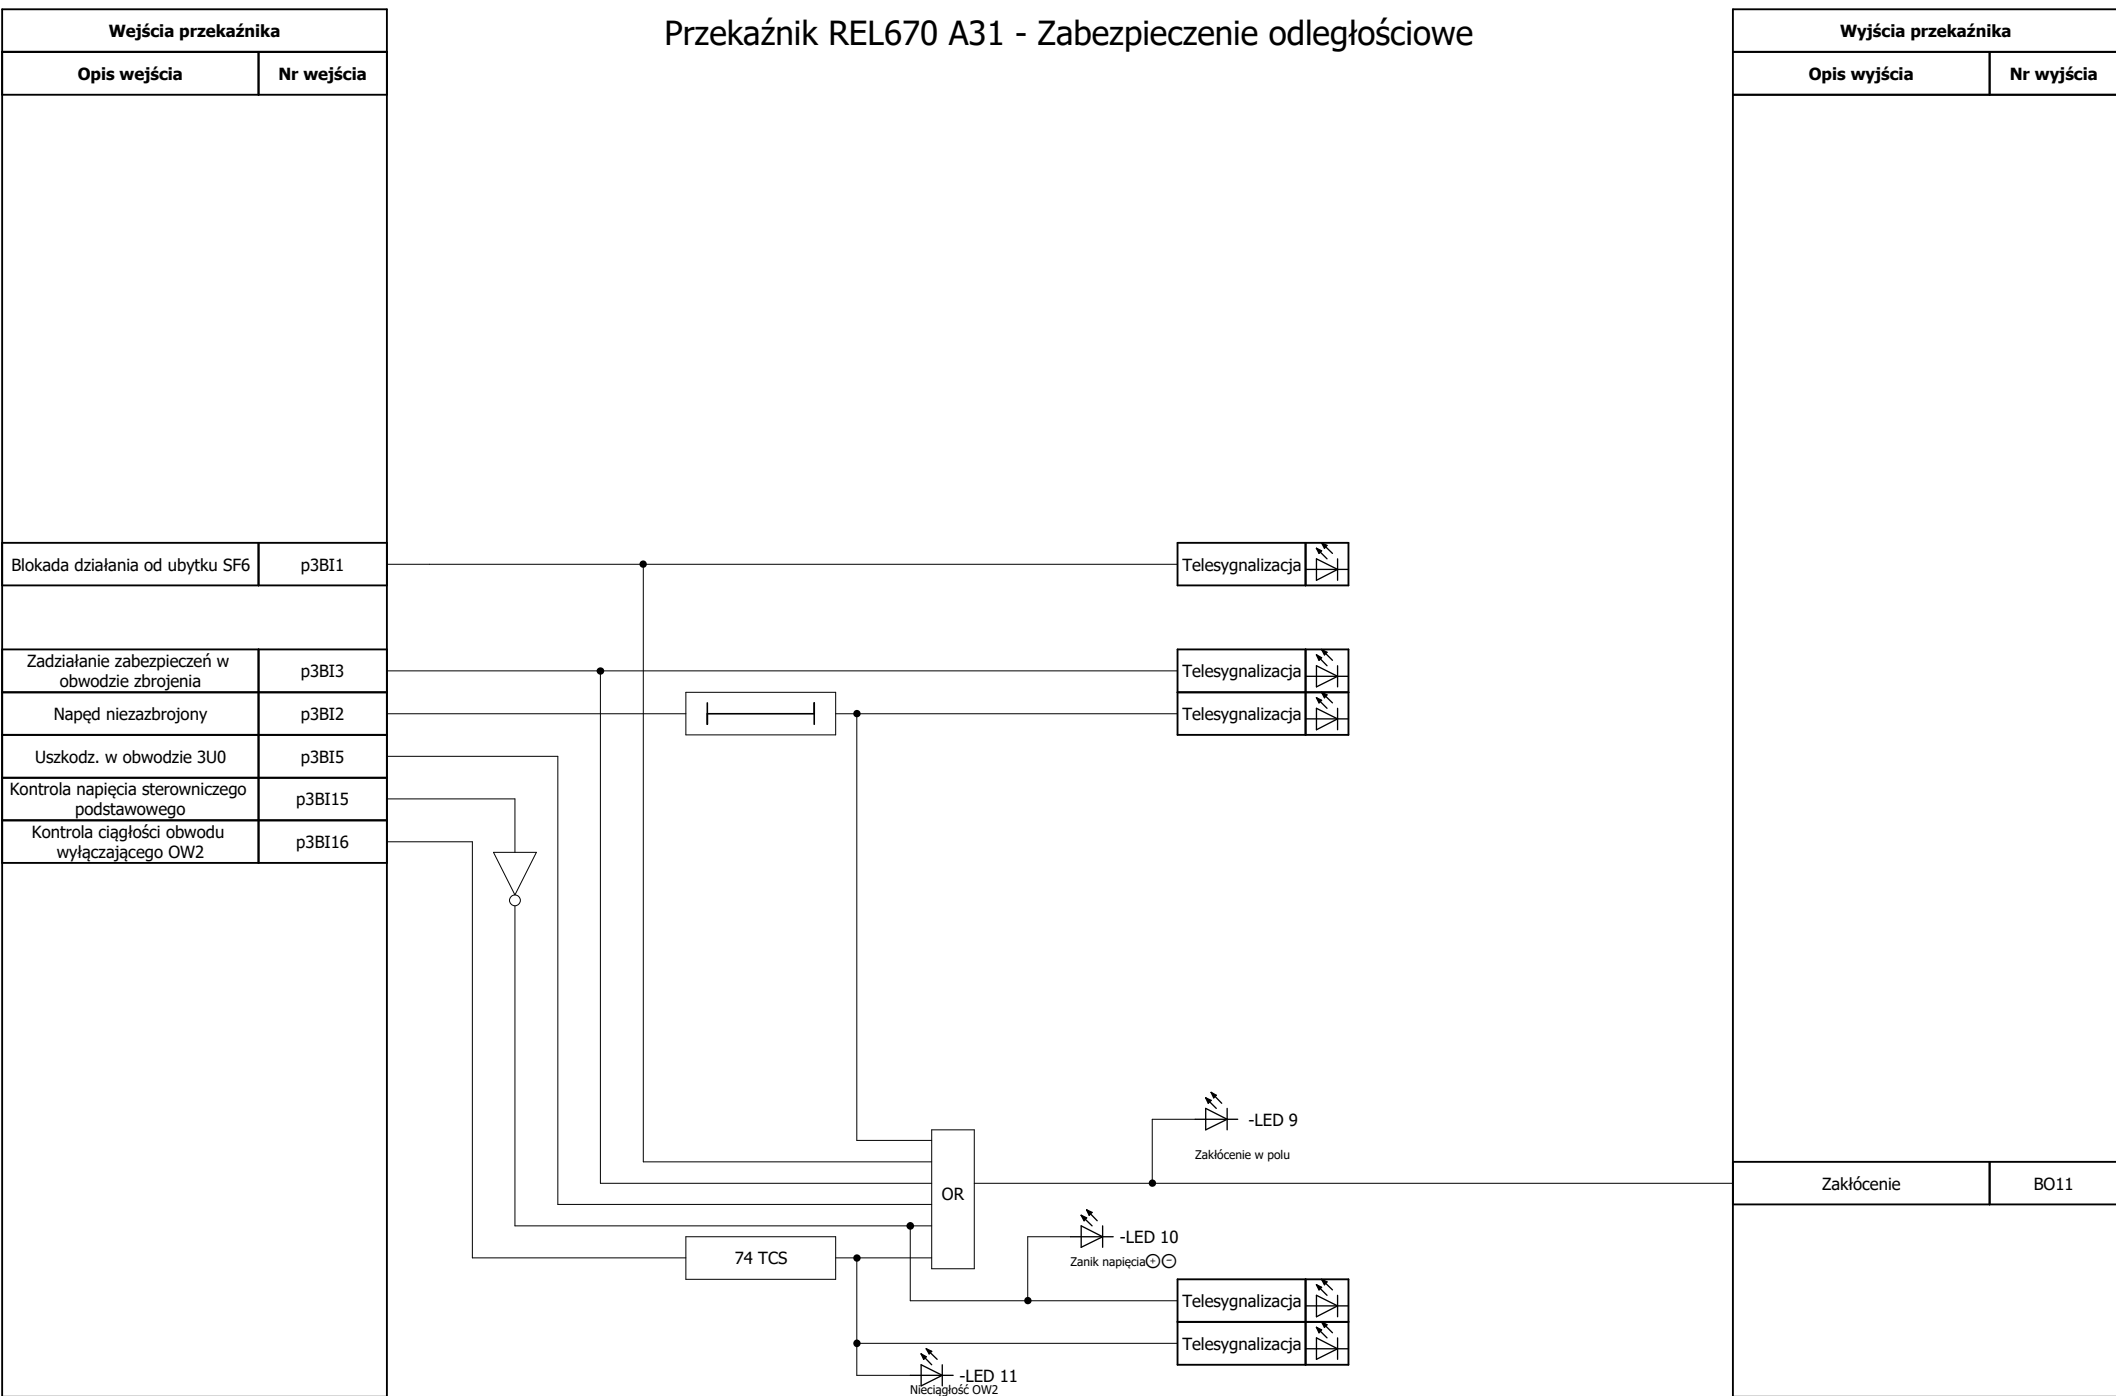 Przekaźnik REL670 A31 - Zabezpieczenie odległościowe
Wejścia przekaźnika
Opis wejścia
Nr wejścia
Wyjścia przekaźnika
Opis wyjścia
Nr wyjścia
Blokada działania od ubytku SF6
p3BI1
Telesygnalizacja
Zadziałanie zabezpieczeń w
obwodzie zbrojenia
p3BI3
Telesygnalizacja
Napęd niezazbrojony
p3BI2
Telesygnalizacja
Uszkodz. w obwodzie 3U0
p3BI5
Kontrola napięcia sterowniczego
podstawowego
p3BI15
Kontrola ciągłości obwodu
wyłączającego OW2
p3BI16
-LED 9
Zakłócenie w polu
OR
Zakłócenie
BO11
-LED 10
Zanik napięcia⊕⊖
74 TCS
Telesygnalizacja
Telesygnalizacja
-LED 11
Nieciągłość OW2